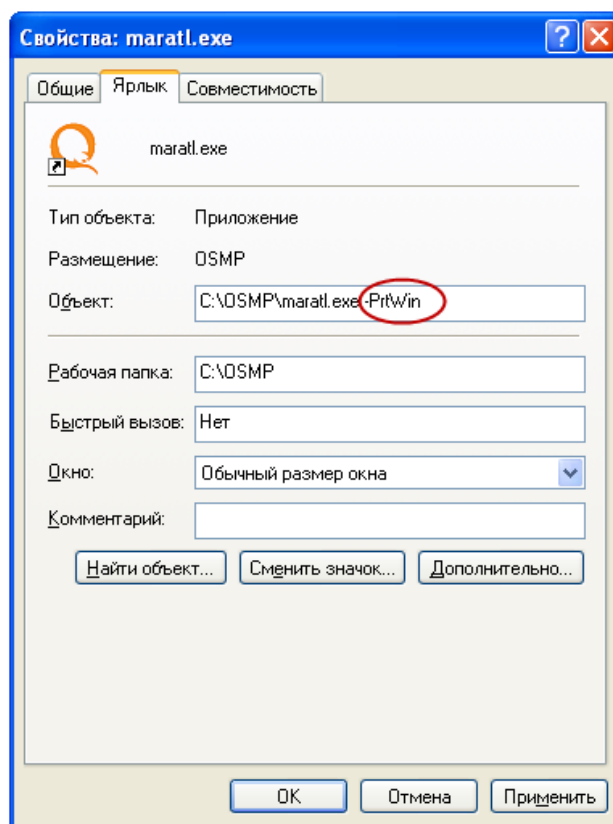 Свойства: maratl.exe
Общие Ярлык Совместимость
maratl.exe
Тип объекта: Приложение
Размещение: OSMP
Объект: C:\OSMP\maratl.exe -PrtWin
Рабочая папка: C:\OSMP
Быстрый вызов: Нет
Окно: Обычный размер окна
Комментарий:
Найти объект... Сменить значок... Дополнительно...
OK Отмена Применить